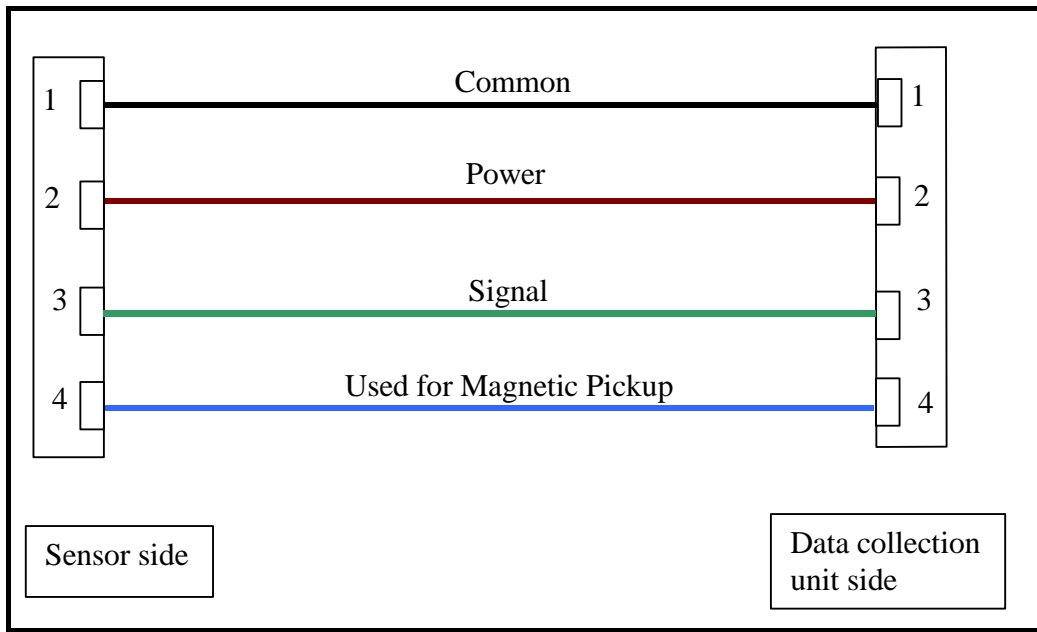 Common
1
1
Power
2
2
Signal
3
3
Used for Magnetic Pickup
4
4
Sensor side
Data collection
unit side